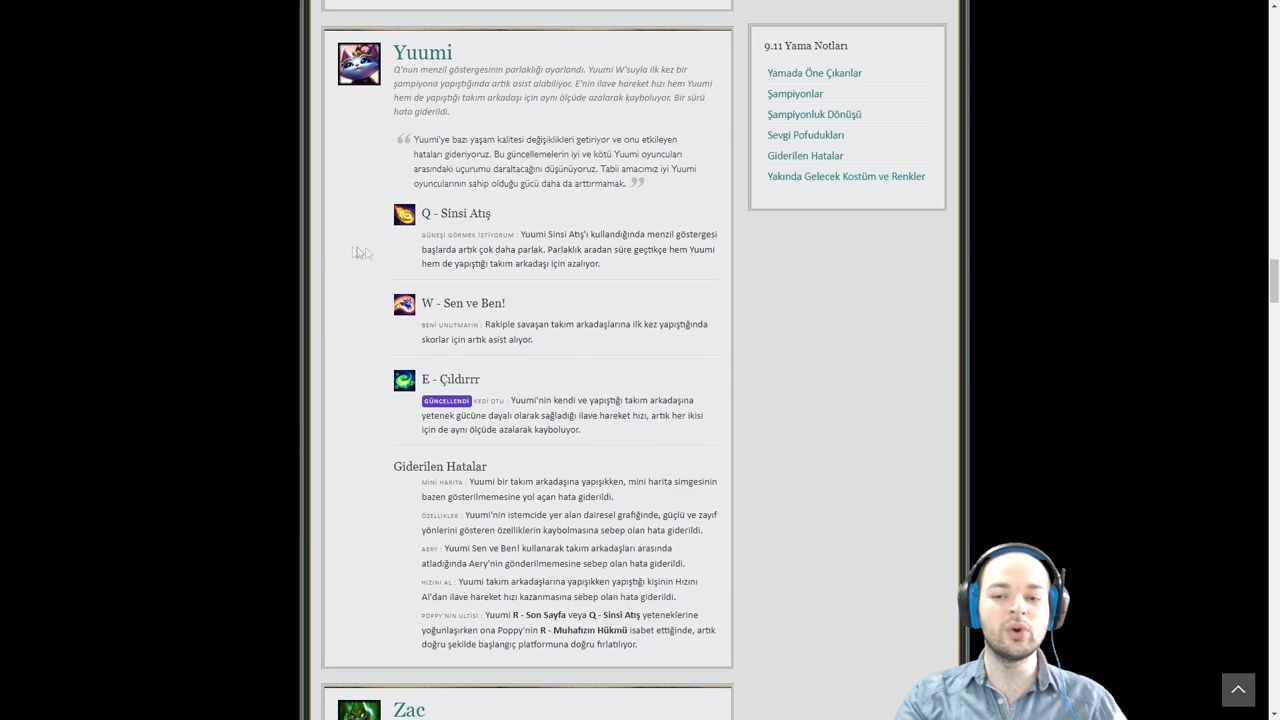 Yuumi
Q'nun menzil göstergesinin parlaklığı ayarlandı. Yuumi W'suyla ilk kez bir
şampiyona yapıştığında artık asist alabiliyor. E'nin ilave hareket hızı hem Yuumi
hem de yapıştığı takım arkadaşı için aynı ölçüde azalarak kayboluyor. Bir sürü
hata giderildi.
Yuumi'ye bazı yaşam kalitesi değişiklikleri getiriyor ve onu etkileyen
hataları gideriyoruz. Bu güncellemelerin iyi ve kötü Yuumi oyuncuları
arasındaki uçurumu daraltacağını düşünüyoruz. Tabii amacımız iyi Yuumi
oyuncularının sahip olduğu gücü daha da arttırmamak.
Q - Sinsi Atış
GÜNEŞİ GÖRMEK İSTİYORUM : Yuumi Sinsi Atış'ı kullandığında menzil göstergesi
başlarda artık çok daha parlak. Parlaklık aradan süre geçtikçe hem Yuumi
hem de yapıştığı takım arkadaşı için azalıyor.
W - Sen ve Ben!
BENİ UNUTMAYIN : Rakiple savaşan takım arkadaşlarına ilk kez yapıştığında
skorlar için artık asist alıyor.
E - Çıldırrr
GÜNCELLENDİ KEDİ OTU : Yuumi'nin kendi ve yapıştığı takım arkadaşına
yetenek gücüne dayalı olarak sağladığı ilave hareket hızı, artık her ikisi
için de aynı ölçüde azalarak kayboluyor.
Giderilen Hatalar
MİNİ HARİTA : Yuumi bir takım arkadaşına yapışıkken, mini harita simgesinin
bazen gösterilmemesine yol açan hata giderildi.
ÖZELLİKLER : Yuumi'nin istemcide yer alan dairesel grafiğinde, güçlü ve zayıf
yönlerini gösteren özelliklerin kaybolmasına sebep olan hata giderildi.
AERY : Yuumi Sen ve Ben! kullanarak takım arkadaşları arasında
atladığında Aery'nin gönderilmemesine sebep olan hata giderildi.
HIZINI AL : Yuumi takım arkadaşlarına yapışıkken yapıştığı kişinin Hızını
Al'dan ilave hareket hızı kazanmasına sebep olan hata giderildi.
POPPY'NİN ULTİSİ : Yuumi R - Son Sayfa veya Q - Sinsi Atış yeteneklerine
yoğunlaşırken ona Poppy'nin R - Muhafızın Hükmü isabet ettiğinde, artık
doğru şekilde başlangıç platformuna doğru fırlatılıyor.
Zac
9.11 Yama Notları
Yamada Öne Çıkanlar
Şampiyonlar
Şampiyonluk Dönüşü
Sevgi Pofudukları
Giderilen Hatalar
Yakında Gelecek Kostüm ve Renkler